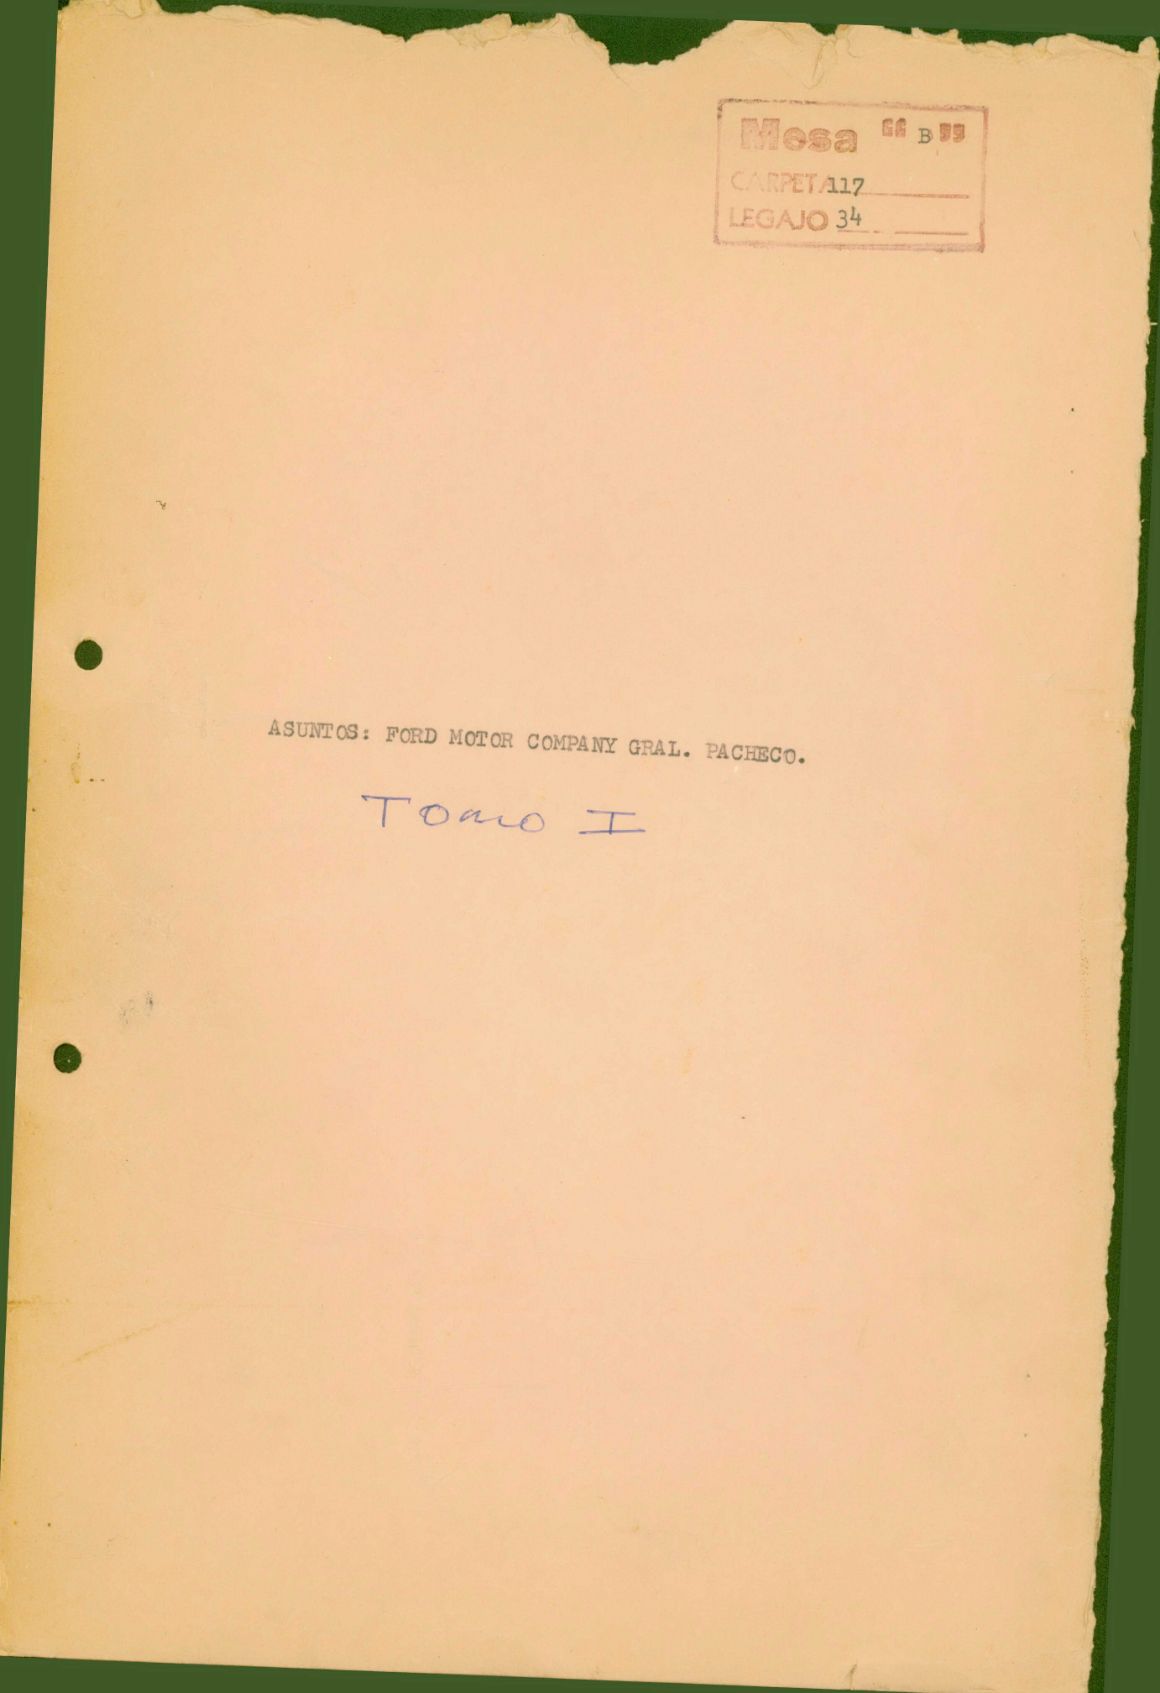 Mesa "B"
CARPETA 117
LEGAJO 34
ASUNTOS: FORD MOTOR COMPANY GRAL. PACHECO.
Tomo I